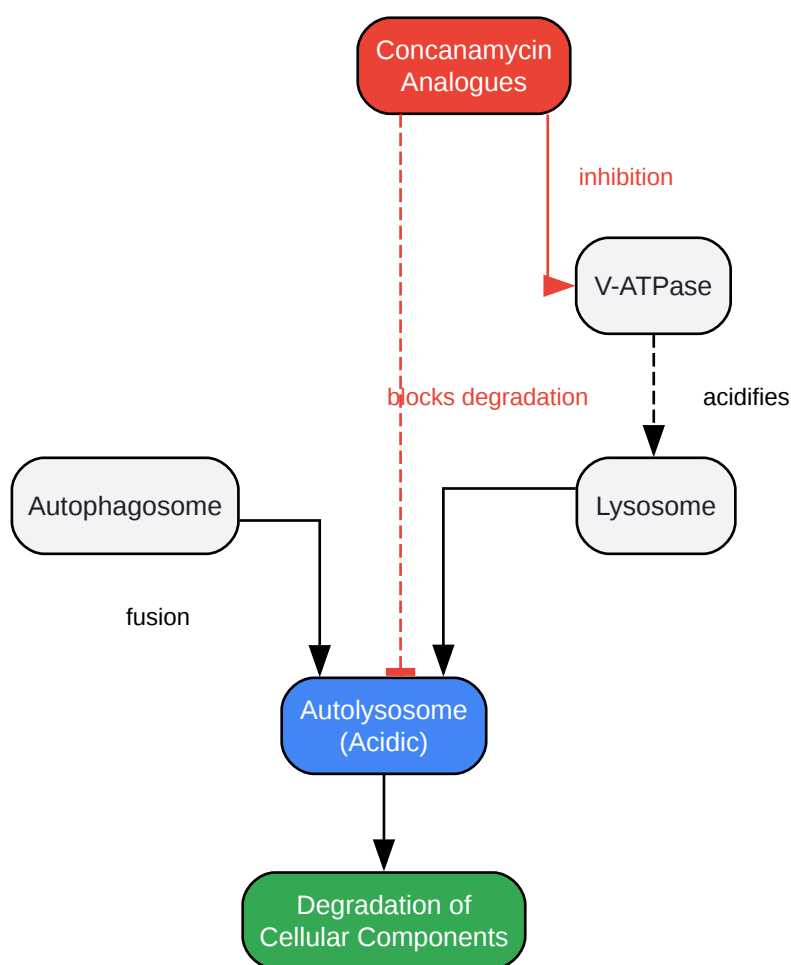 Concanamycin
Analogues
inhibition
V-ATPase
blocks degradation
acidifies
Autophagosome
Lysosome
fusion
Autolysosome
(Acidic)
Degradation of
Cellular Components